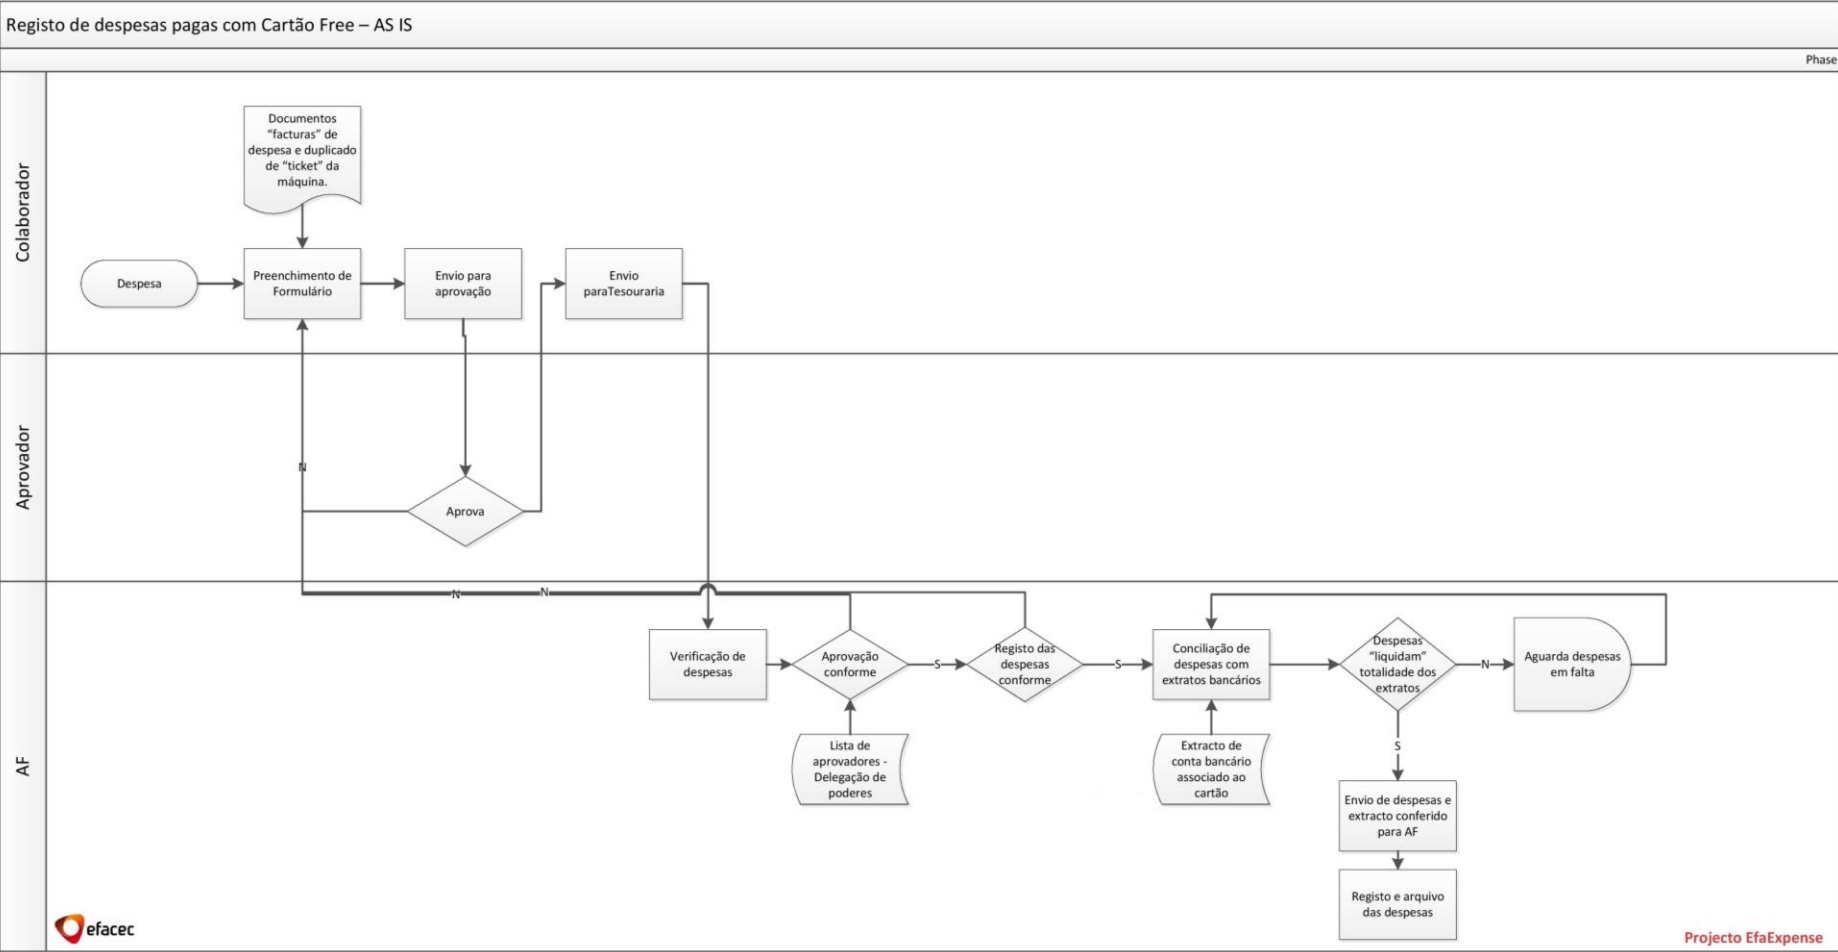 Registo de despesas pagas com Cartão Free – AS IS
Phase
Colaborador
Documentos
“facturas” de
despesa e duplicado
de “ticket” da
máquina.
Despesa
Preenchimento de
Formulário
Envio para
aprovação
Envio
paraTesouraria
Aprovador
N
Aprova
AF
N
N
Verificação de
despesas
Aprovação
conforme
S
Registo das
despesas
conforme
S
Conciliação de
despesas com
extratos bancários
Despesas
“liquidam”
totalidade dos
extratos
N
Aguarda despesas
em falta
Lista de
aprovadores -
Delegação de
poderes
Extracto de
conta bancário
associado ao
cartão
S
Envio de despesas e
extracto conferido
para AF
Registo e arquivo
das despesas
efacec
Projecto EfaExpense